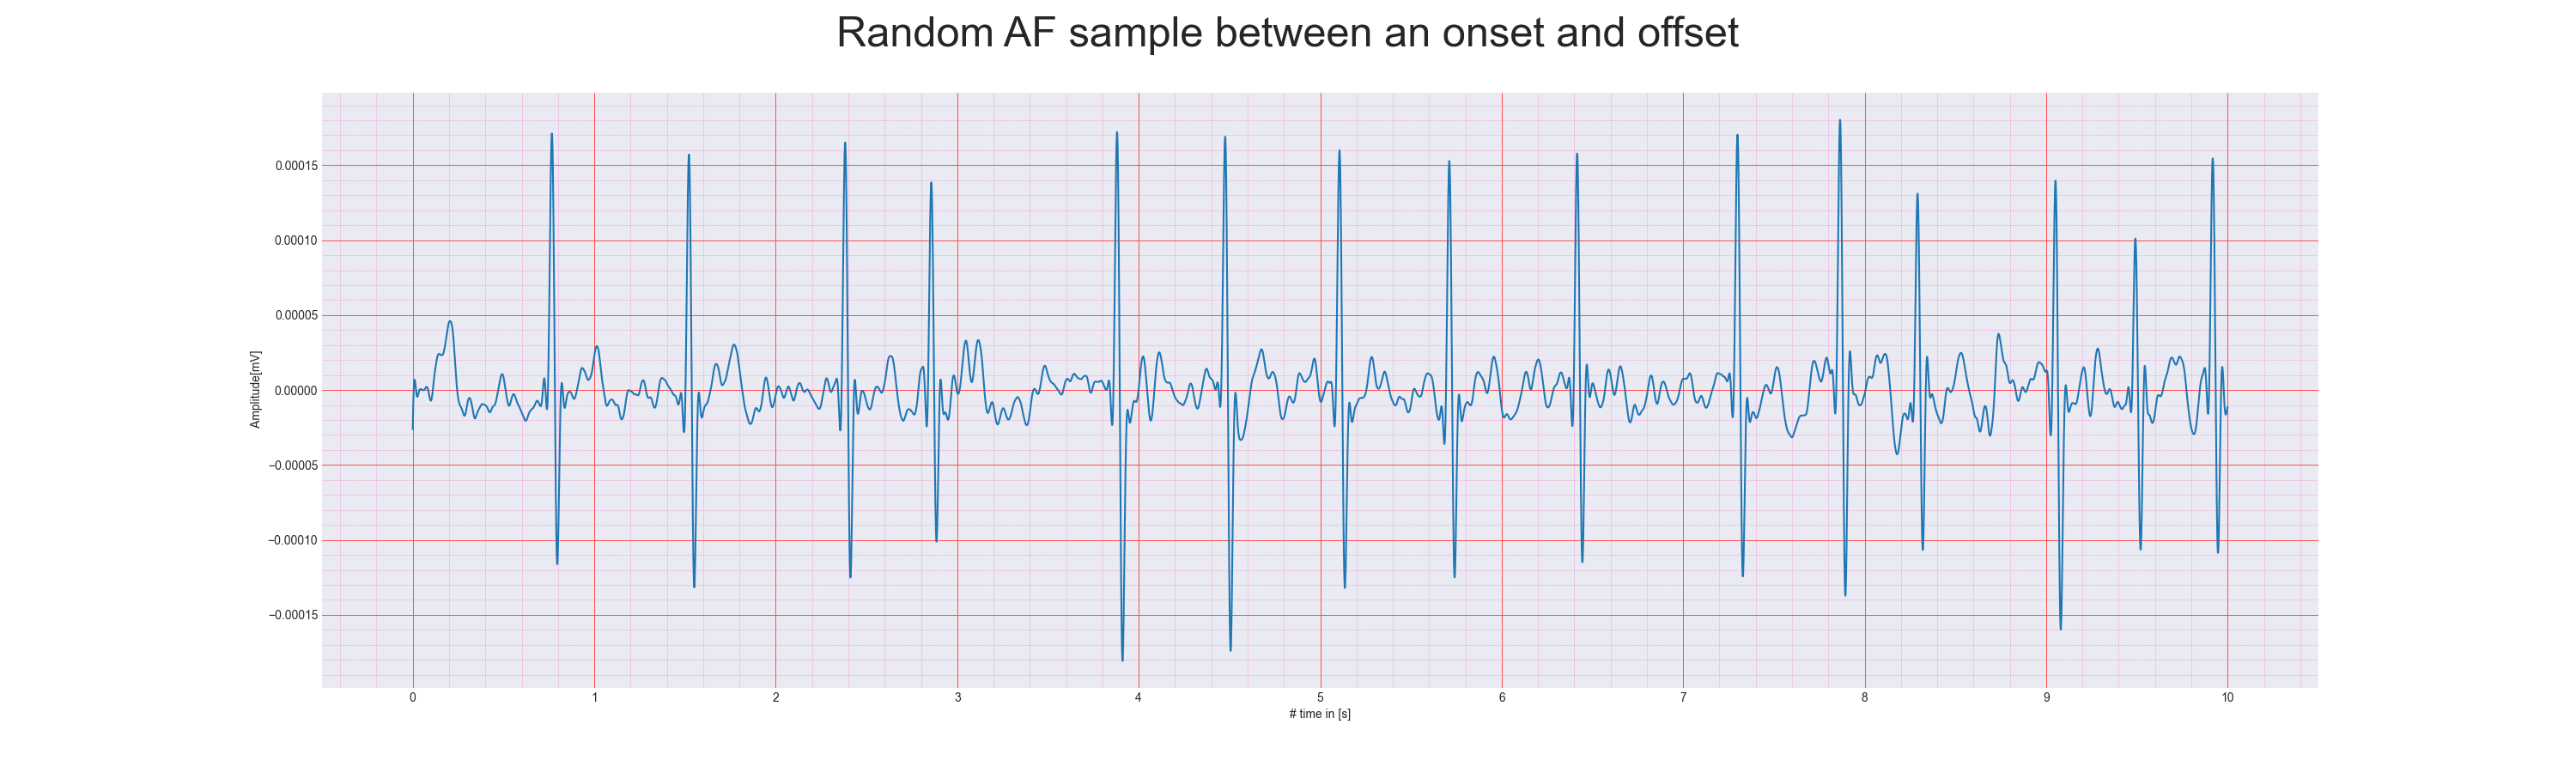 Random AF sample between an onset and offset
0.00015
0.00010
0.00005
0.00000
−0.00005
−0.00010
−0.00015
Amplitude[mV]
0 1 2 3 4 5 6 7 8 9 10
# time in [s]